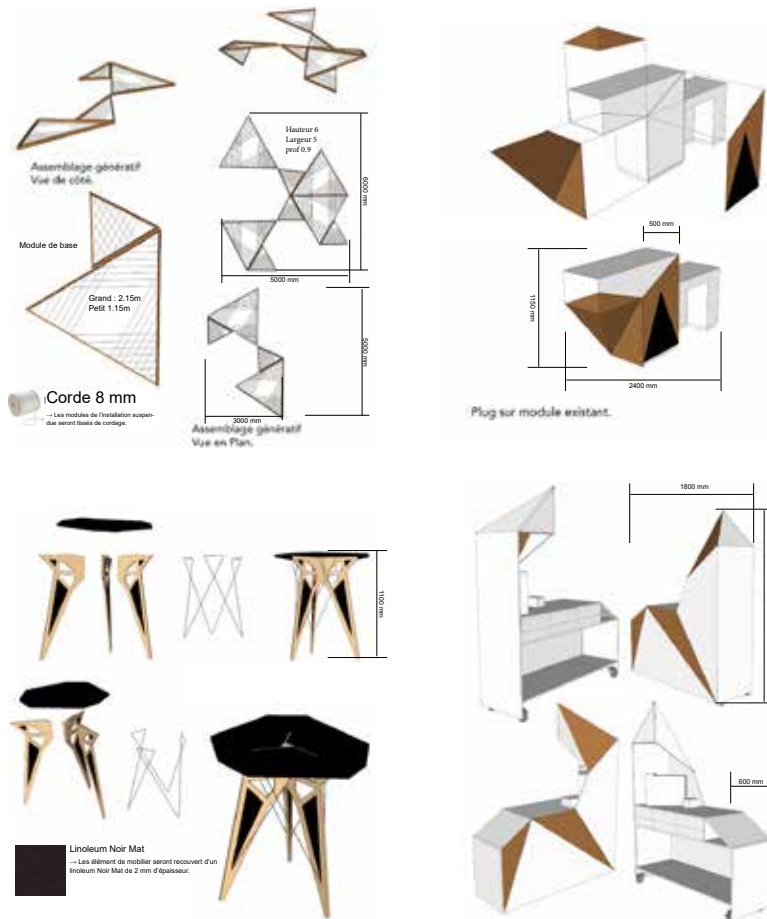 Assemblage génératif
Vue de côté.
Hauteur 6
Largeur 5
prof 0.9
6000 mm
5000 mm
Module de base
Grand : 2.15m
Petit 1.15m
Corde 8 mm
→ Les modules de l'installation suspen-
due seront tissés de cordage.
5000 mm
3000 mm
Assemblage génératif
Vue en Plan.
500 mm
1150 mm
2400 mm
Plug sur module existant.
1100 mm
Linoleum Noir Mat
→ Les élément de mobilier seront recouvert d'un
linoleum Noir Mat de 2 mm d'épaisseur.
1800 mm
600 mm